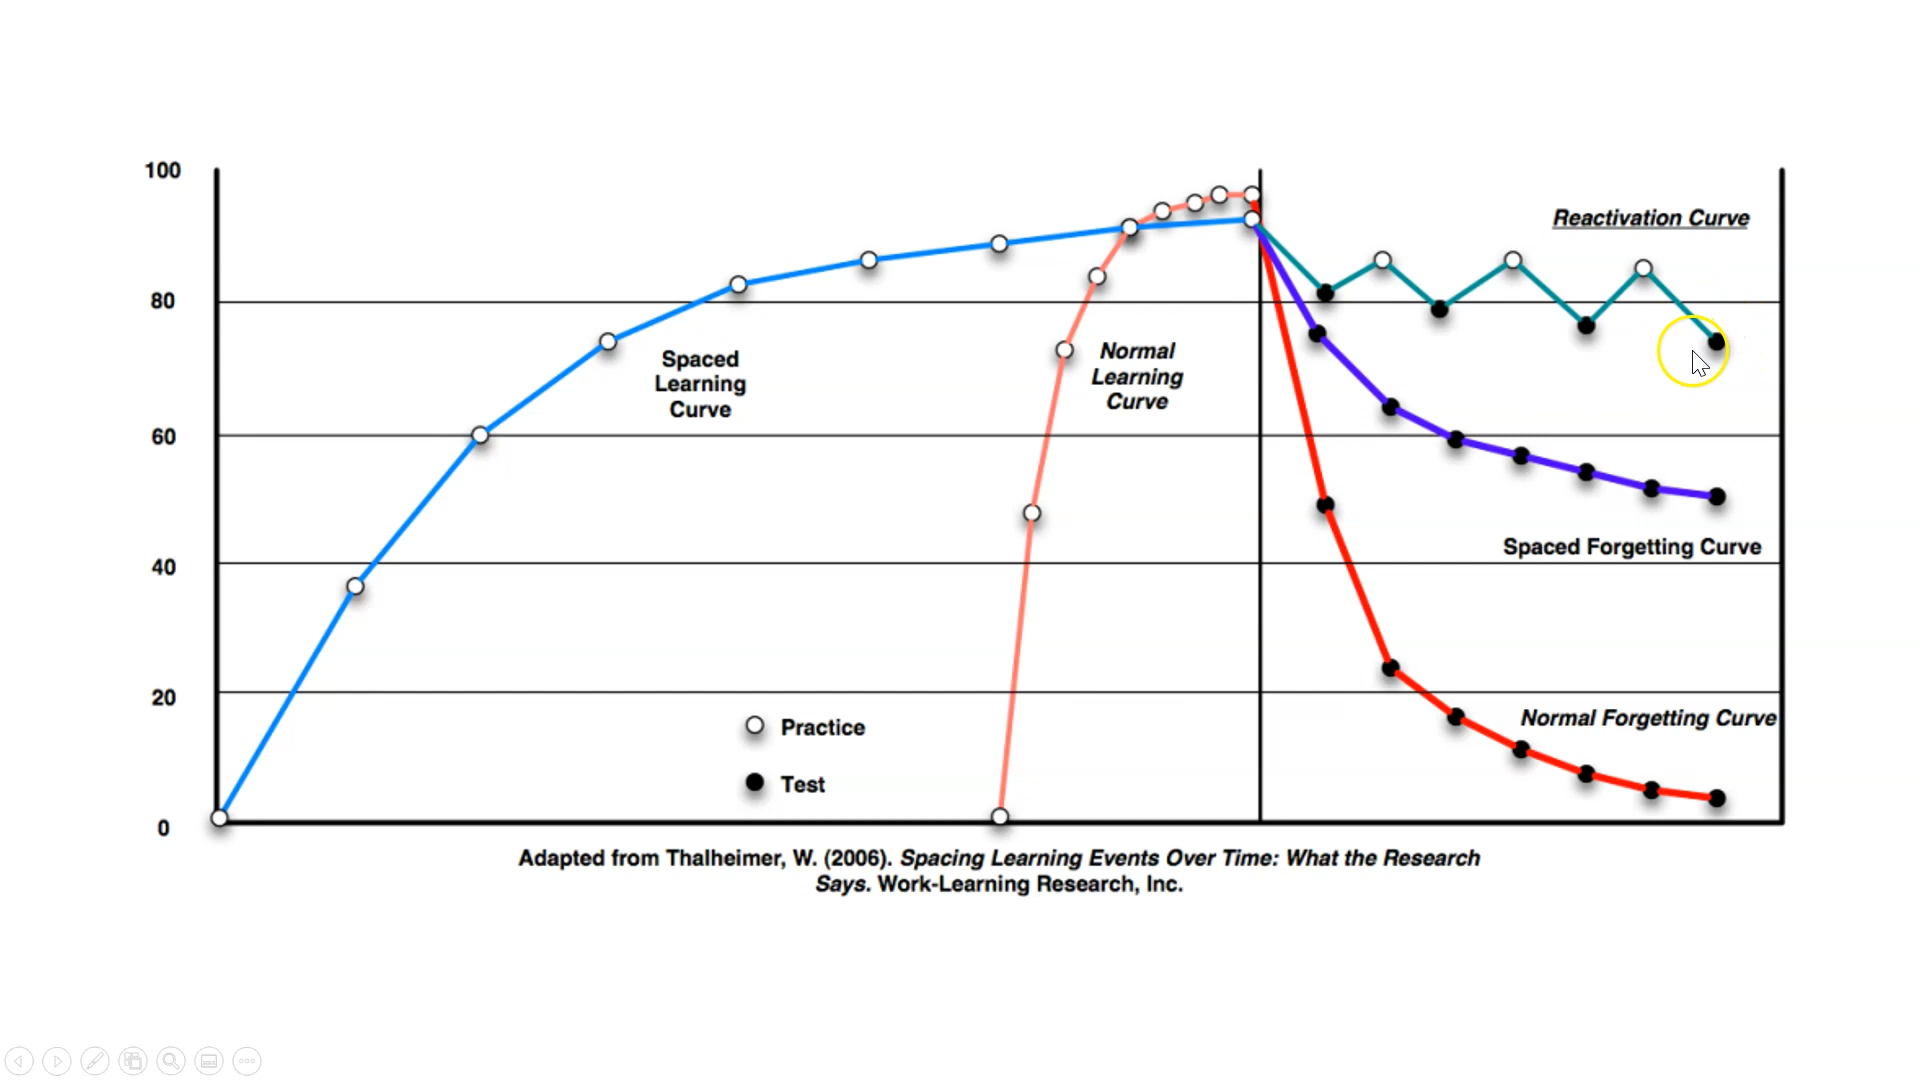 100
Reactivation Curve
80
Spaced
Learning
Curve
Normal
Learning
Curve
60
Spaced Forgetting Curve
40
20
Normal Forgetting Curve
Practice
Test
0
Adapted from Thalheimer, W. (2006). Spacing Learning Events Over Time: What the Research
Says. Work-Learning Research, Inc.